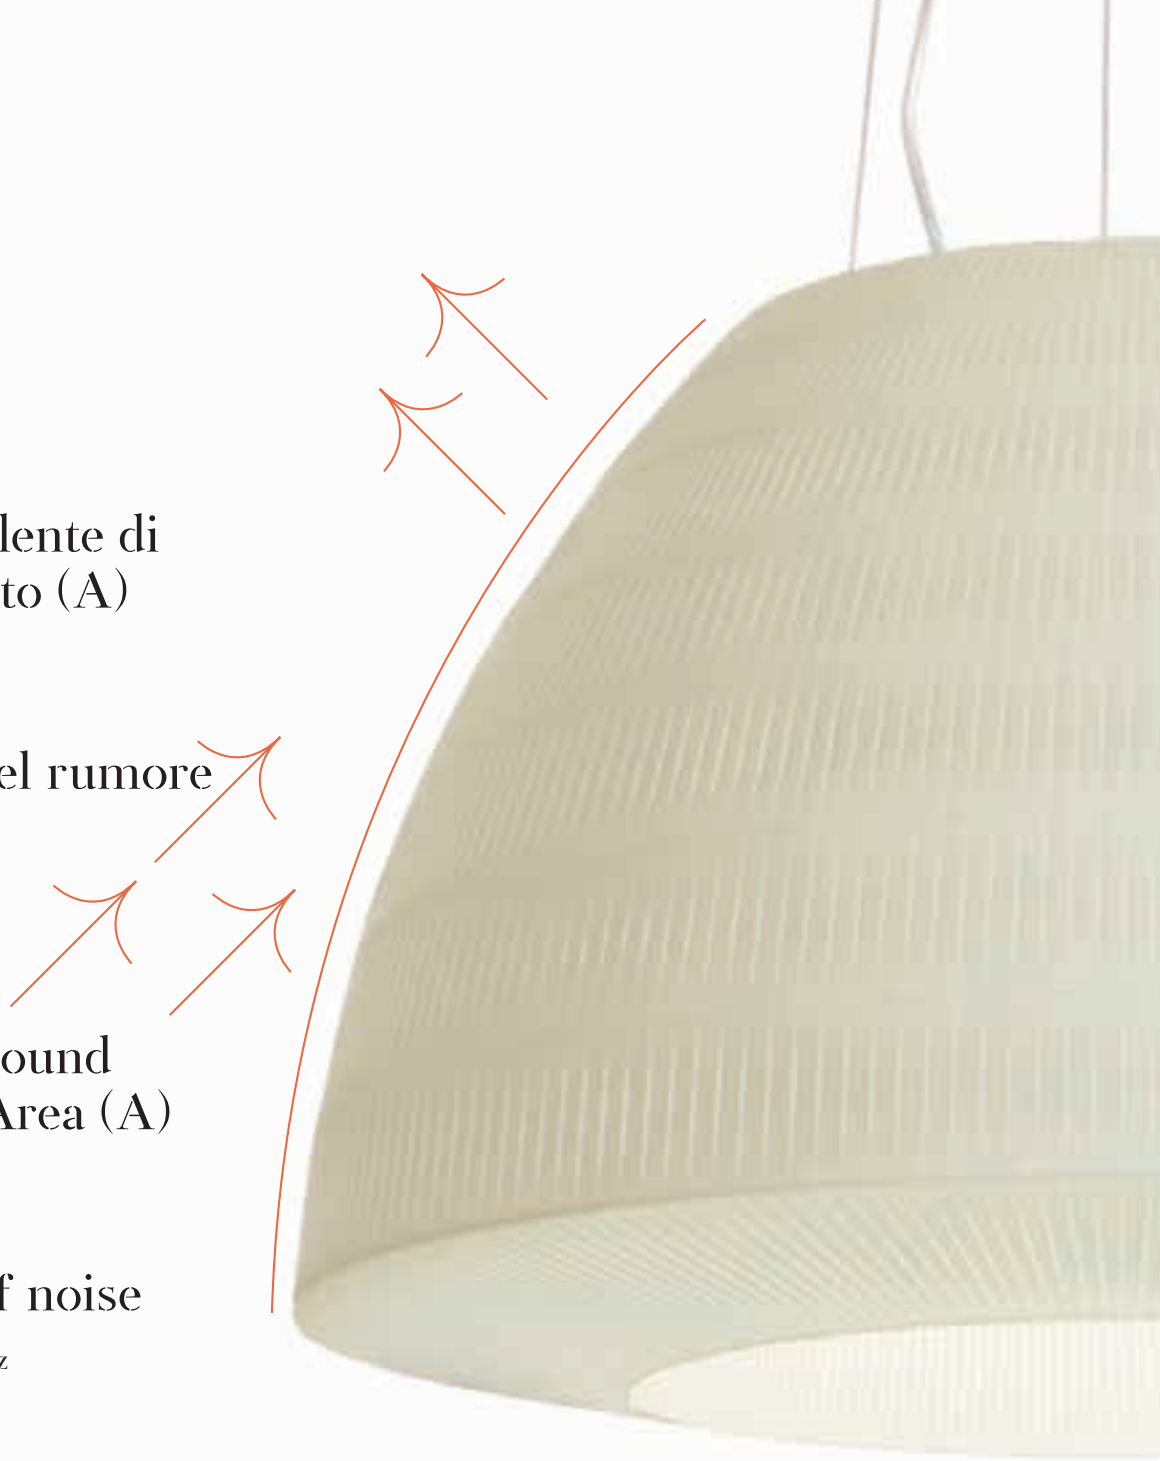 lente di
to (A)
el rumore
ound
Area (A)
f noise
z